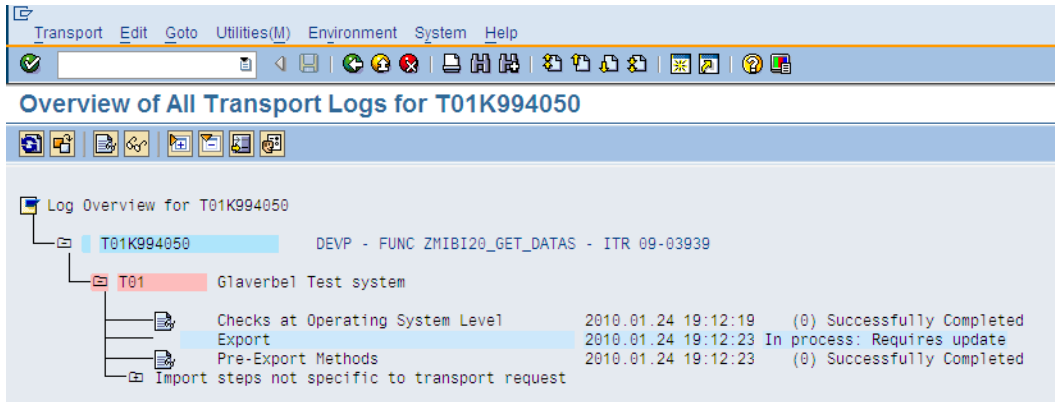 Transport Edit Goto Utilities(M) Environment System Help
Overview of All Transport Logs for T01K994050
Log Overview for T01K994050
T01K994050 DEVP - FUNC ZMIBI20_GET_DATAS - ITR 09-03939
T01 Glaverbel Test system
Checks at Operating System Level 2010.01.24 19:12:19 (0) Successfully Completed
Export 2010.01.24 19:12:23 In process: Requires update
Pre-Export Methods 2010.01.24 19:12:23 (0) Successfully Completed
Import steps not specific to transport request